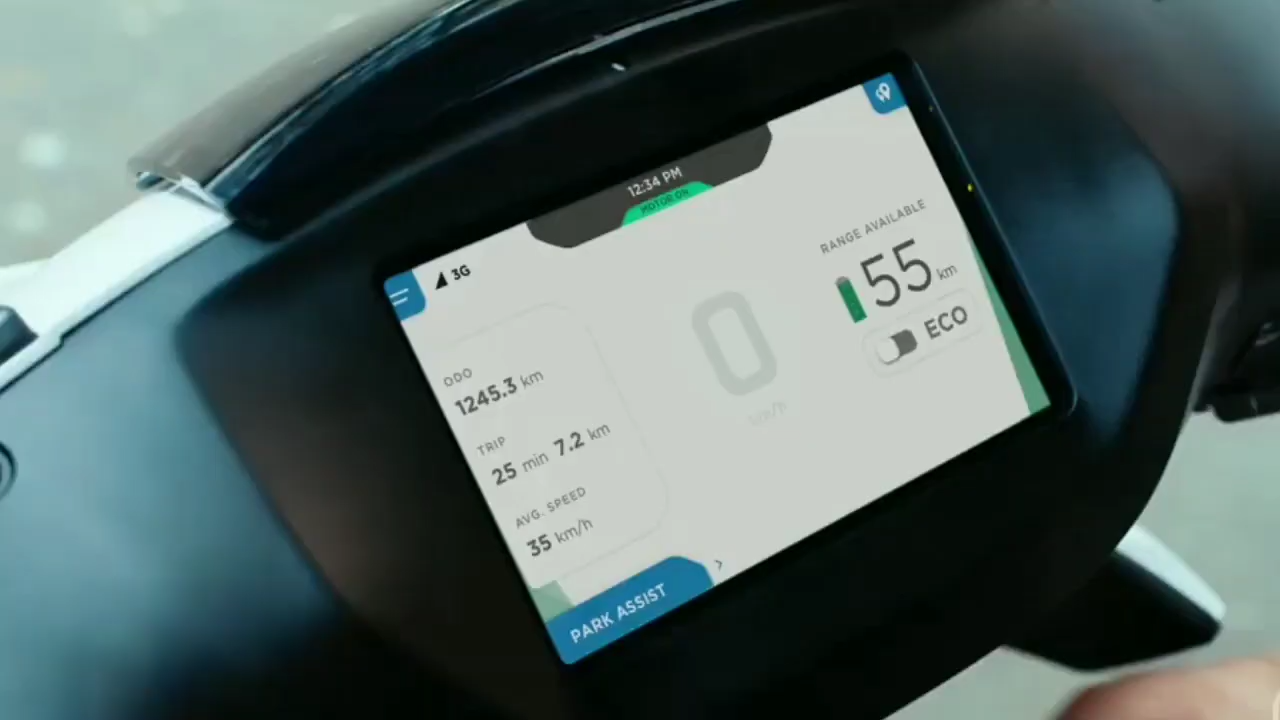 12:34 PM
MOTOR ON
3G
RANGE AVAILABLE
55 km
ECO
0
km/h
ODO
1245.3 km
TRIP
25 min 7.2 km
AVG. SPEED
35 km/h
PARK ASSIST